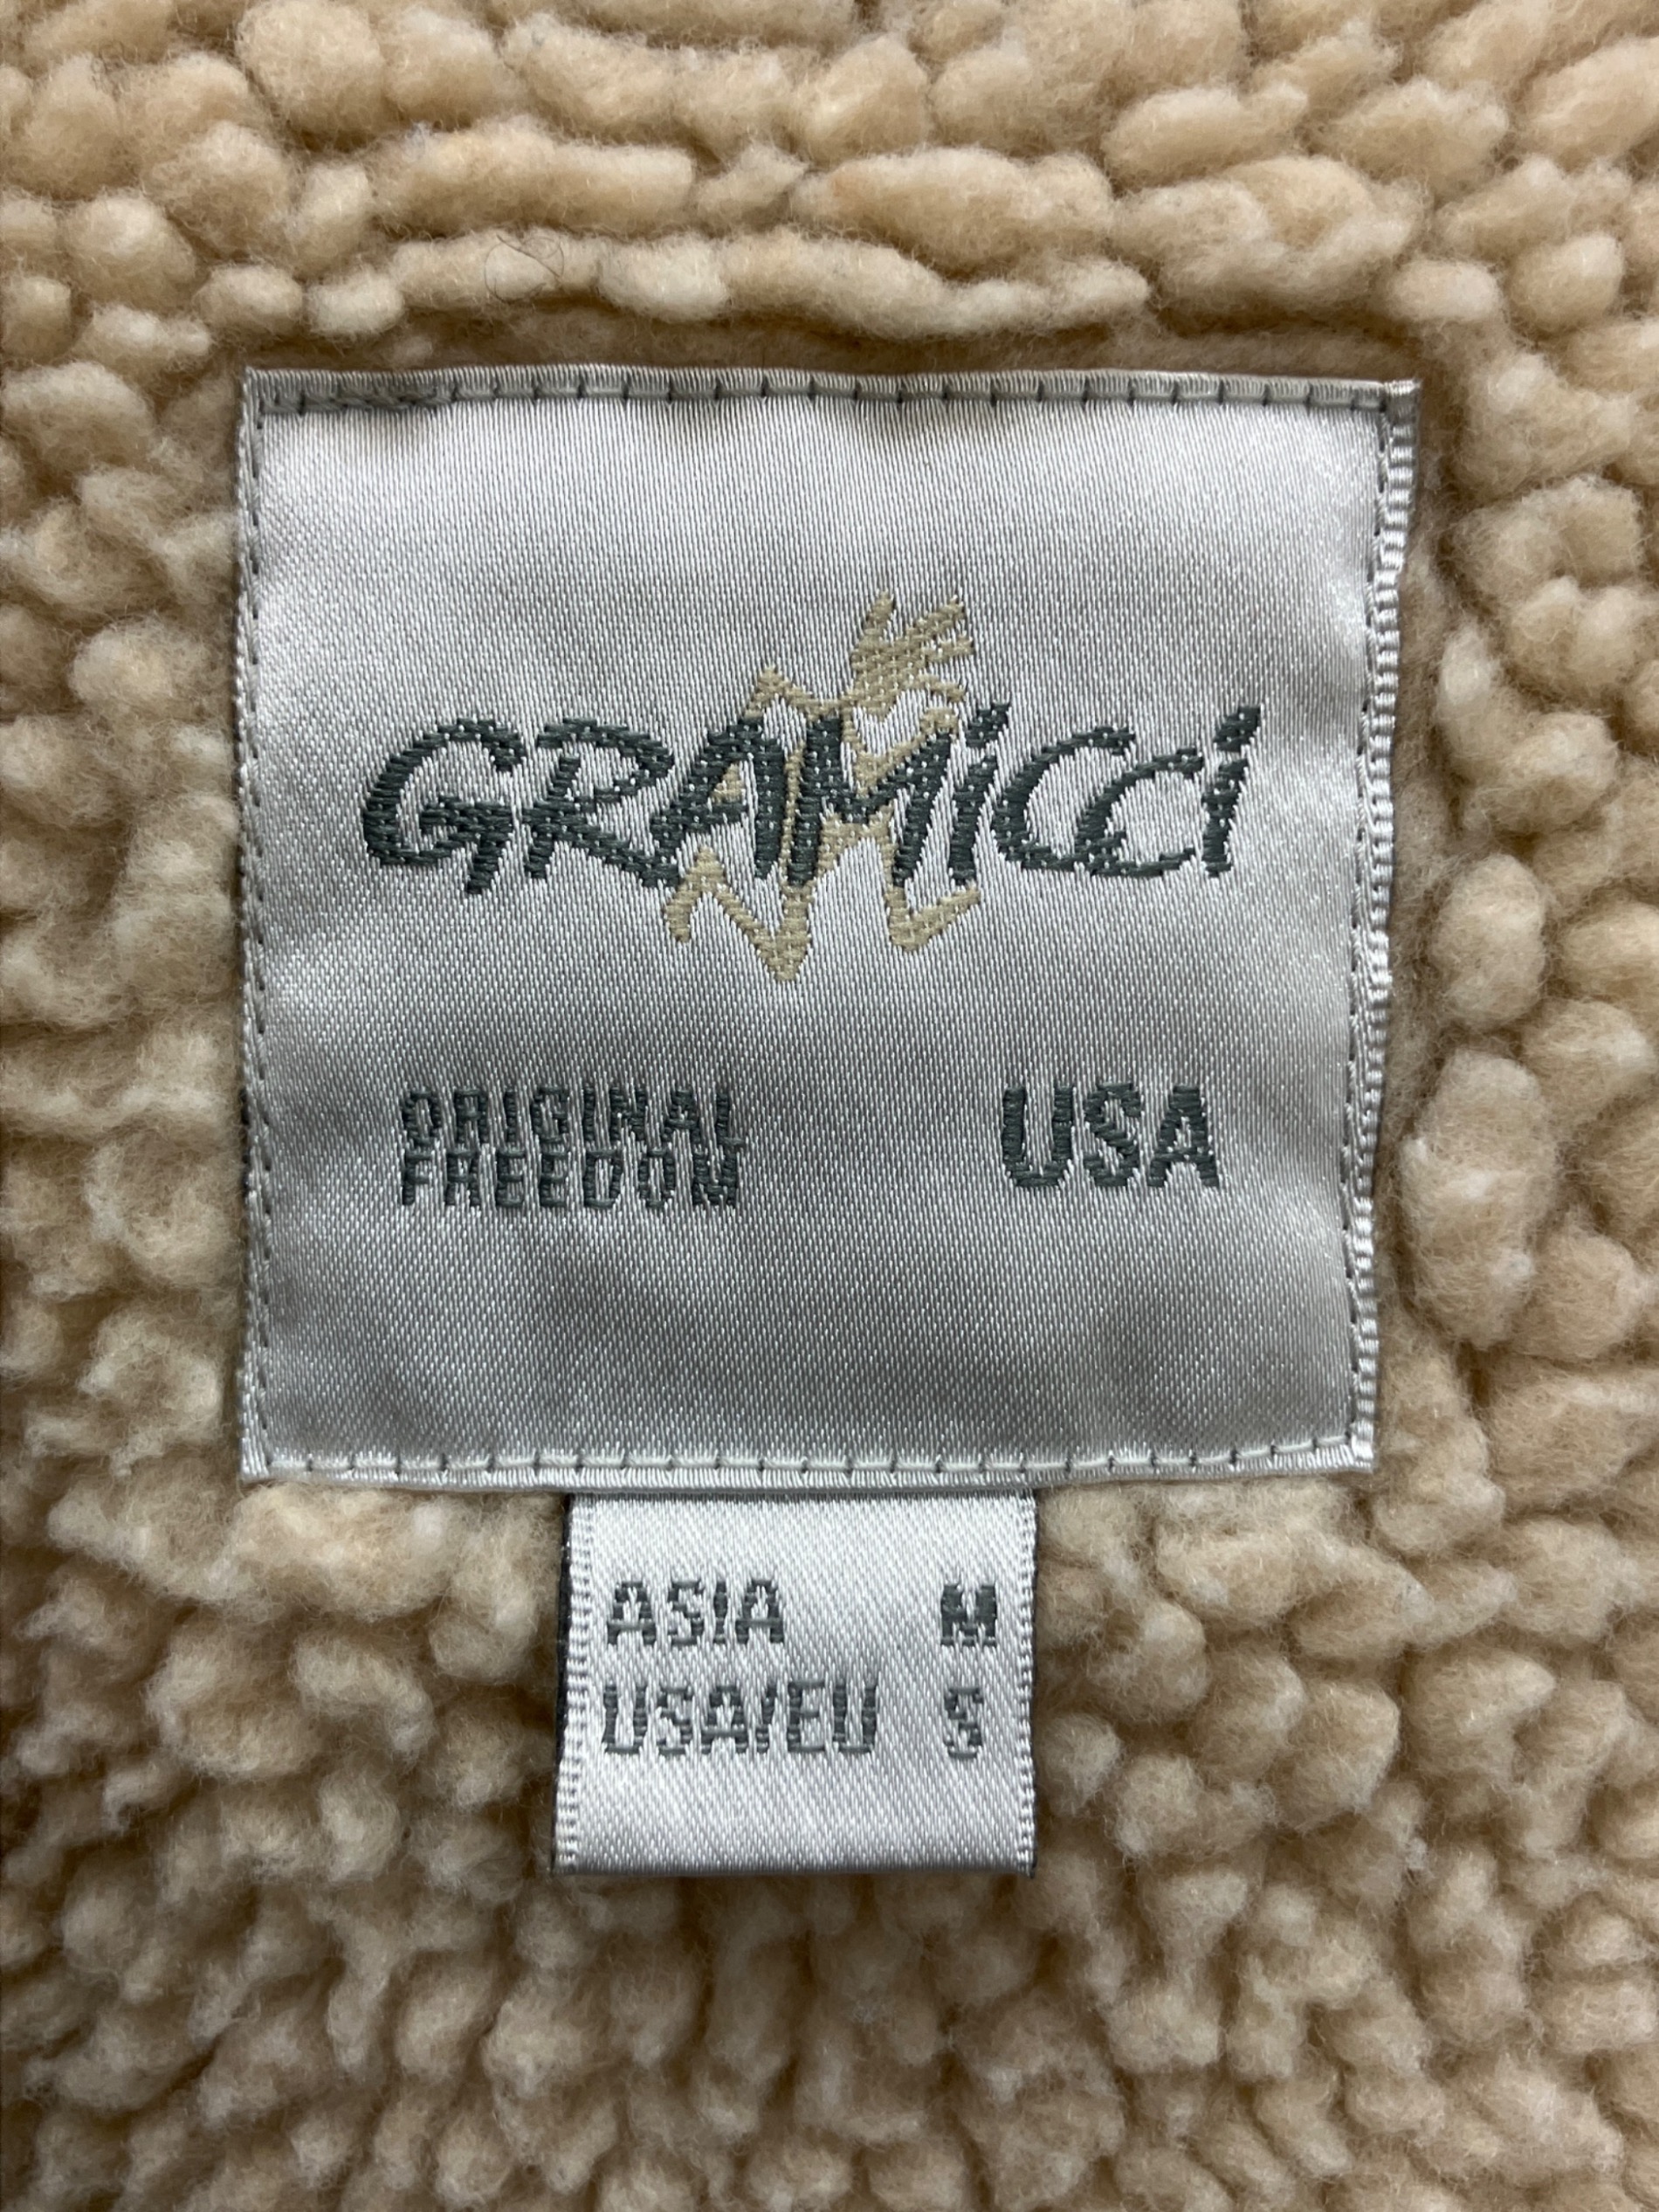 GRAMiCCi
ORIGINAL
FREEDOM
USA
ASIA M
USA/EU S